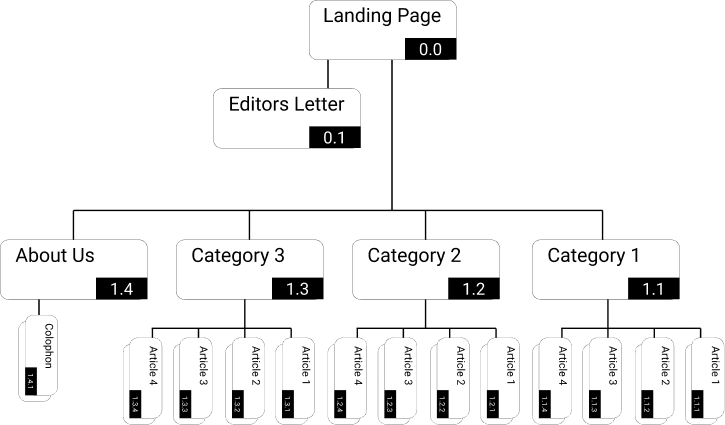 Landing Page
0.0
Editors Letter
0.1
About Us
1.4
Category 3
1.3
Category 2
1.2
Category 1
1.1
Colophon
1.4.1
Article 4
1.3.4
Article 3
1.3.3
Article 2
1.3.2
Article 1
1.3.1
Article 4
1.2.4
Article 3
1.2.3
Article 2
1.2.2
Article 1
1.2.1
Article 4
1.1.4
Article 3
1.1.3
Article 2
1.1.2
Article 1
1.1.1